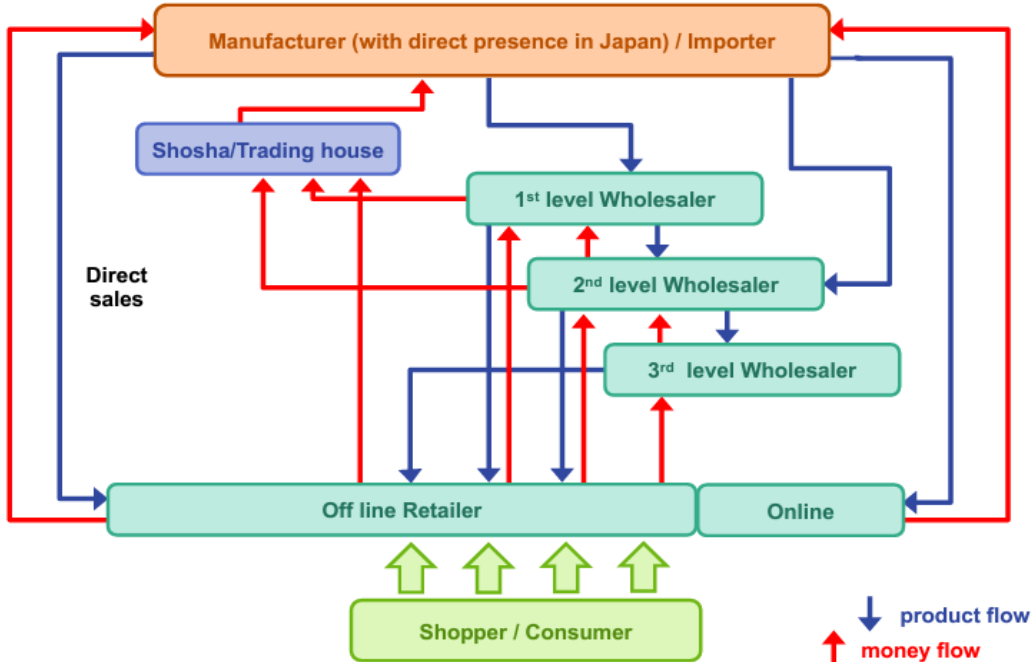 Manufacturer (with direct presence in Japan) / Importer
Shosha/Trading house
1st level Wholesaler
Direct
sales
2nd level Wholesaler
3rd level Wholesaler
Off line Retailer
Online
Shopper / Consumer
product flow
money flow